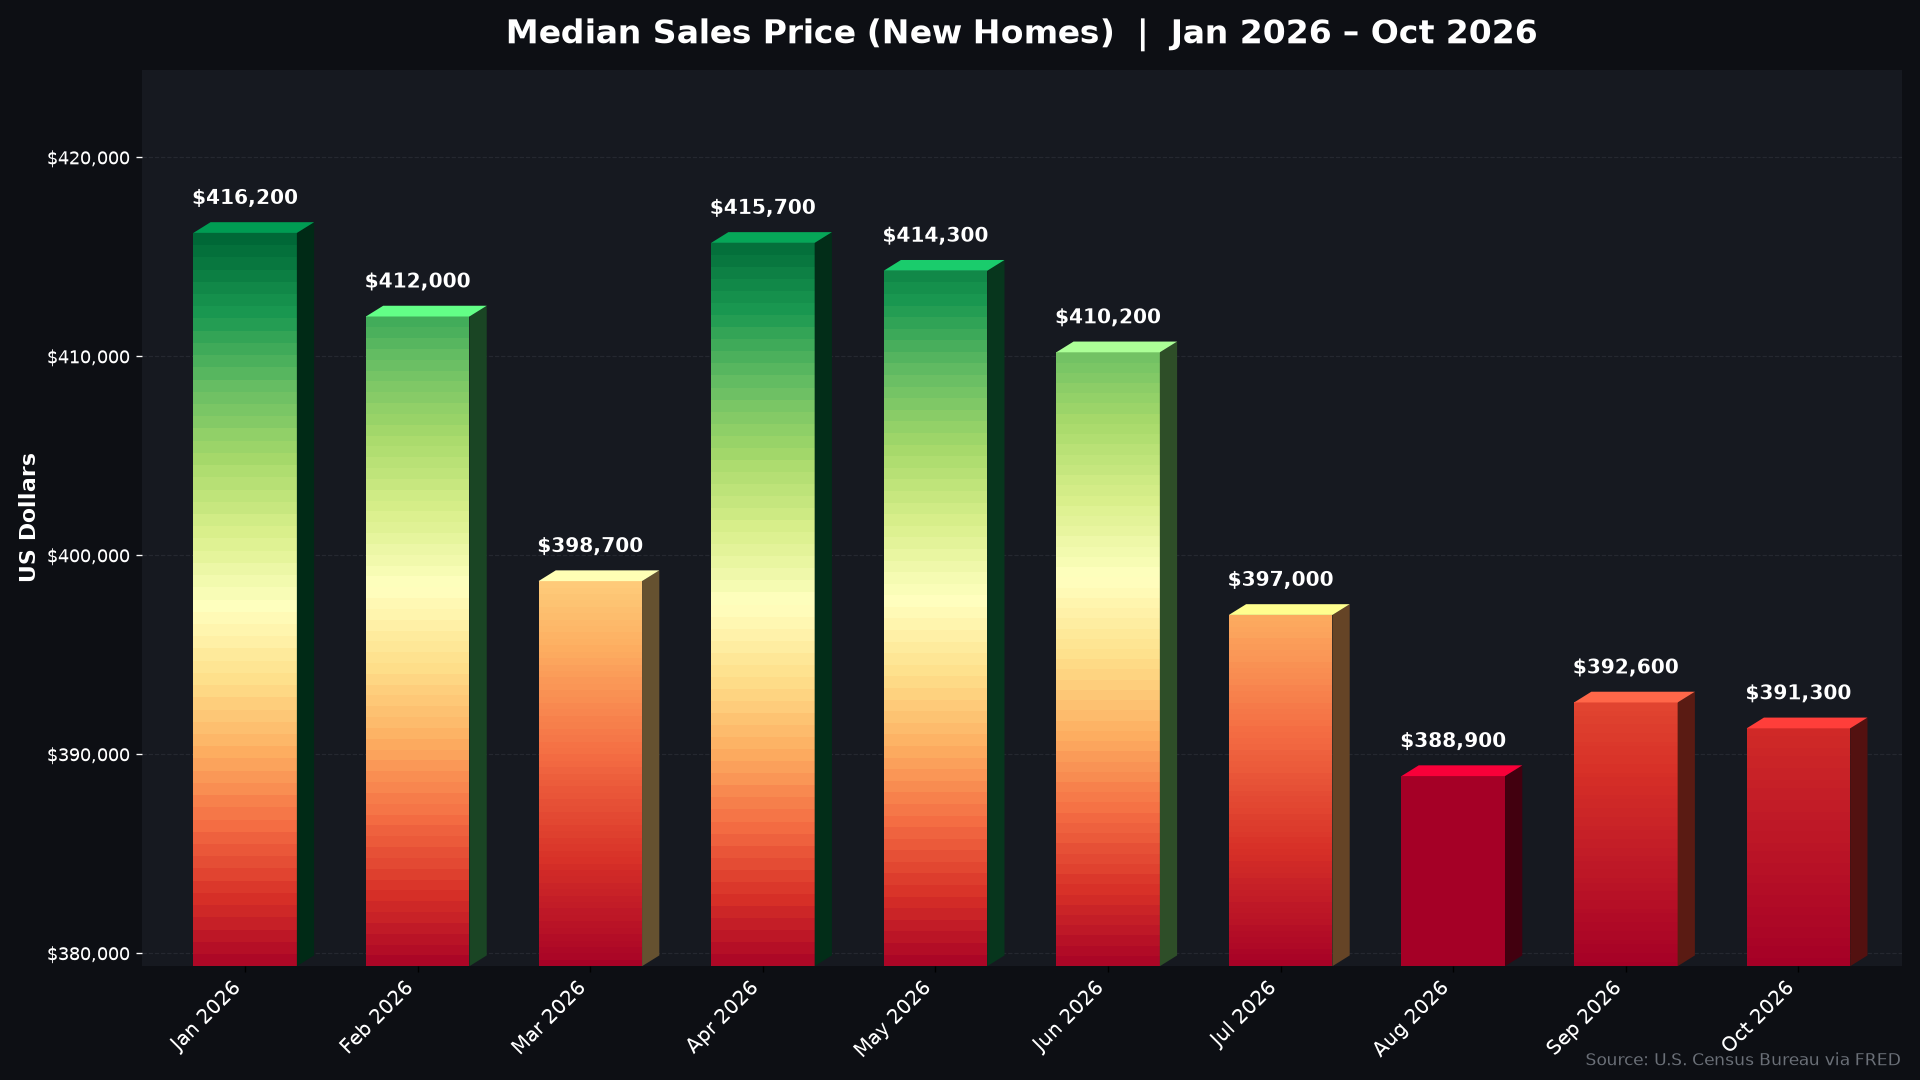 Median Sales Price (New Homes) | Jan 2026 – Oct 2026
US Dollars
$420,000
$410,000
$400,000
$390,000
$380,000
$416,200
$412,000
$398,700
$415,700
$414,300
$410,200
$397,000
$388,900
$392,600
$391,300
Jan 2026
Feb 2026
Mar 2026
Apr 2026
May 2026
Jun 2026
Jul 2026
Aug 2026
Sep 2026
Oct 2026
Source: U.S. Census Bureau via FRED